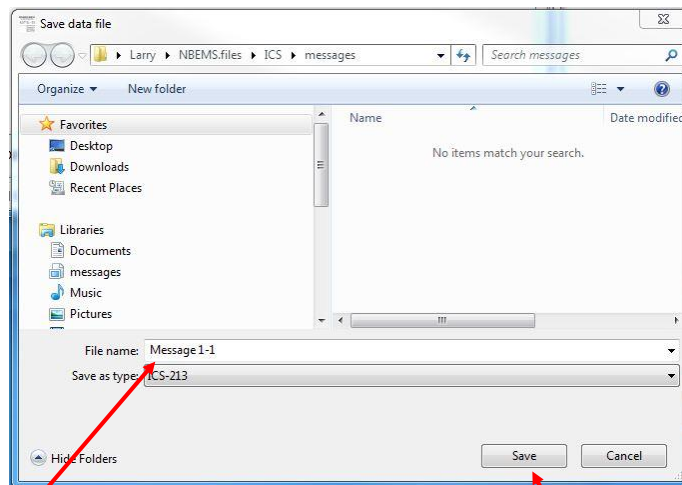 Save data file
Larry ▸ NBEMS.files ▸ ICS ▸ messages
Search messages
Organize
New folder
Favorites
Desktop
Downloads
Recent Places
Libraries
Documents
messages
Music
Pictures
Name
Date modified
No items match your search.
File name: Message 1-1
Save as type: ICS-213
Hide Folders
Save
Cancel